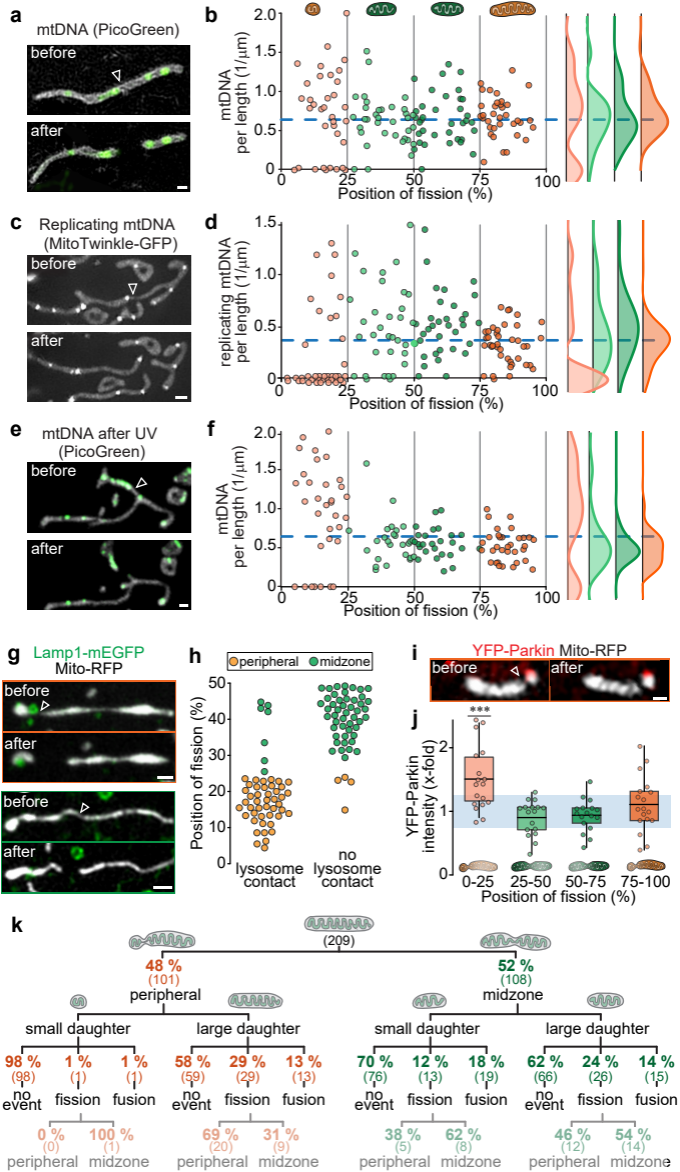 a
mtDNA (PicoGreen)
before
after
b
mtDNA
per length (1/μm)
2.0
1.5
1.0
0.5
0
0
25
50
75
100
Position of fission (%)
c
Replicating mtDNA
(MitoTwinkle-GFP)
before
after
d
replicating mtDNA
per length (1/μm)
1.5
1.0
0.5
0
0
25
50
75
100
Position of fission (%)
e
mtDNA after UV
(PicoGreen)
before
after
f
mtDNA
per length (1/μm)
2.0
1.5
1.0
0.5
0
0
25
50
75
100
Position of fission (%)
g
Lamp1-mEGFP
Mito-RFP
before
after
before
after
h
peripheral midzone
Position of fission (%)
50
40
30
20
10
0
lysosome
contact
no
lysosome
contact
i
YFP-Parkin Mito-RFP
before
after
j
***
YFP-Parkin
intensity (x-fold)
2
1
0
0-25 25-50 50-75 75-100
Position of fission (%)
k
(209)
48 % 52 %
(101) (108)
peripheral midzone
small daughter large daughter small daughter large daughter
98 % 1 % 1 % 58 % 29 % 13 % 70 % 12 % 18 % 62 % 24 % 14 %
(98) (1) (1) (59) (29) (13) (76) (13) (19) (66) (26) (15)
no event fission fusion no event fission fusion no event fission fusion no event fission fusion
0 % 100 % 69 % 31 % 38 % 62 % 46 % 54 %
(0) (1) (20) (9) (5) (8) (12) (14)
peripheral midzone peripheral midzone peripheral midzone peripheral midzone